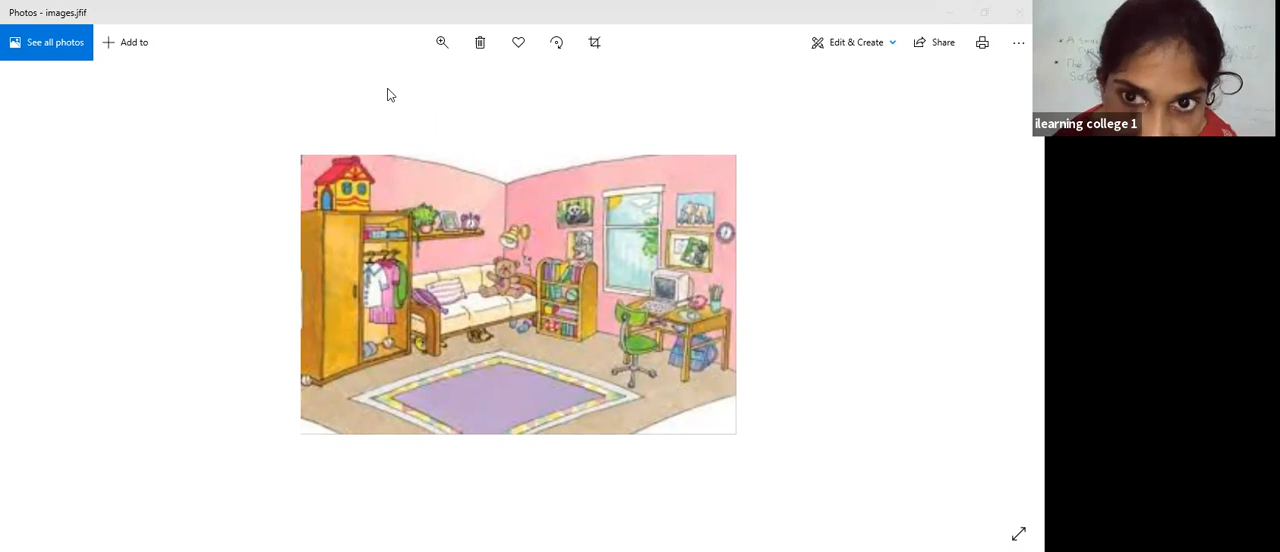 Photos - images.jfif
See all photos
Add to
Edit & Create
Share
ilearning college 1